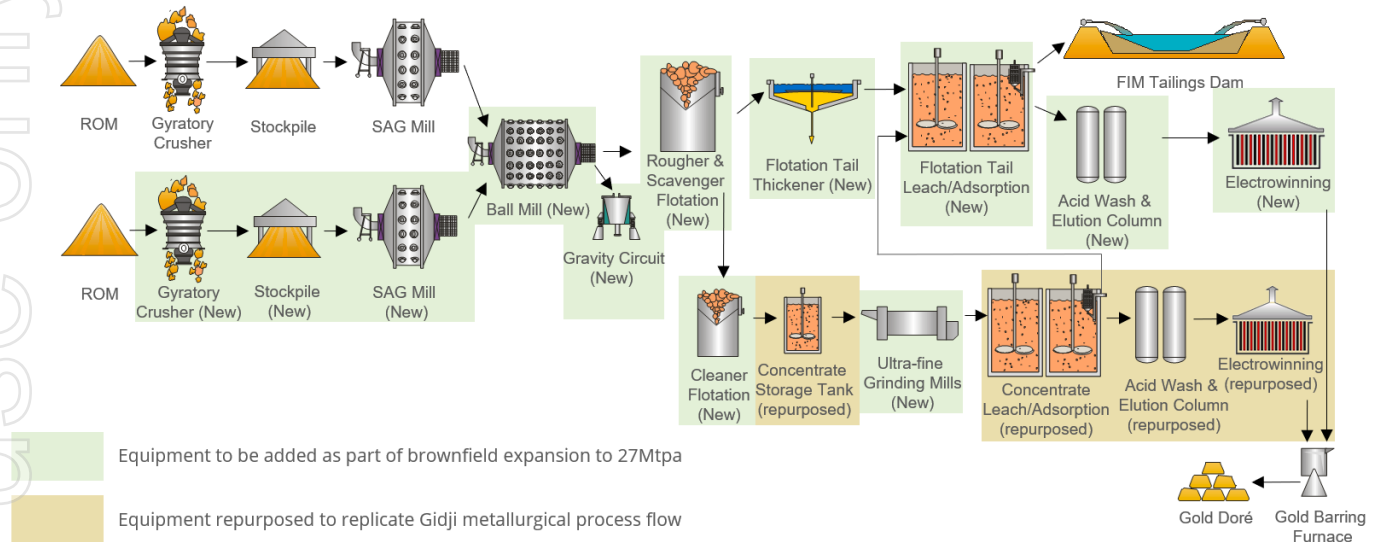 ROM
Gyratory
Crusher
Stockpile
SAG Mill
ROM
Gyratory
Crusher (New)
Stockpile
(New)
SAG Mill
(New)
Ball Mill (New)
Gravity Circuit
(New)
Rougher &
Scavenger
Flotation
(New)
Flotation Tail
Thickener (New)
Flotation Tail
Leach/Adsorption
(New)
FIM Tailings Dam
Acid Wash &
Elution Column
(New)
Electrowinning
(New)
Cleaner
Flotation
(New)
Concentrate
Storage Tank
(repurposed)
Ultra-fine
Grinding Mills
(New)
Concentrate
Leach/Adsorption
(repurposed)
Acid Wash &
Elution Column
(repurposed)
Electrowinning
(repurposed)
Gold Doré
Gold Barring
Furnace
Equipment to be added as part of brownfield expansion to 27Mtpa
Equipment repurposed to replicate Gidji metallurgical process flow